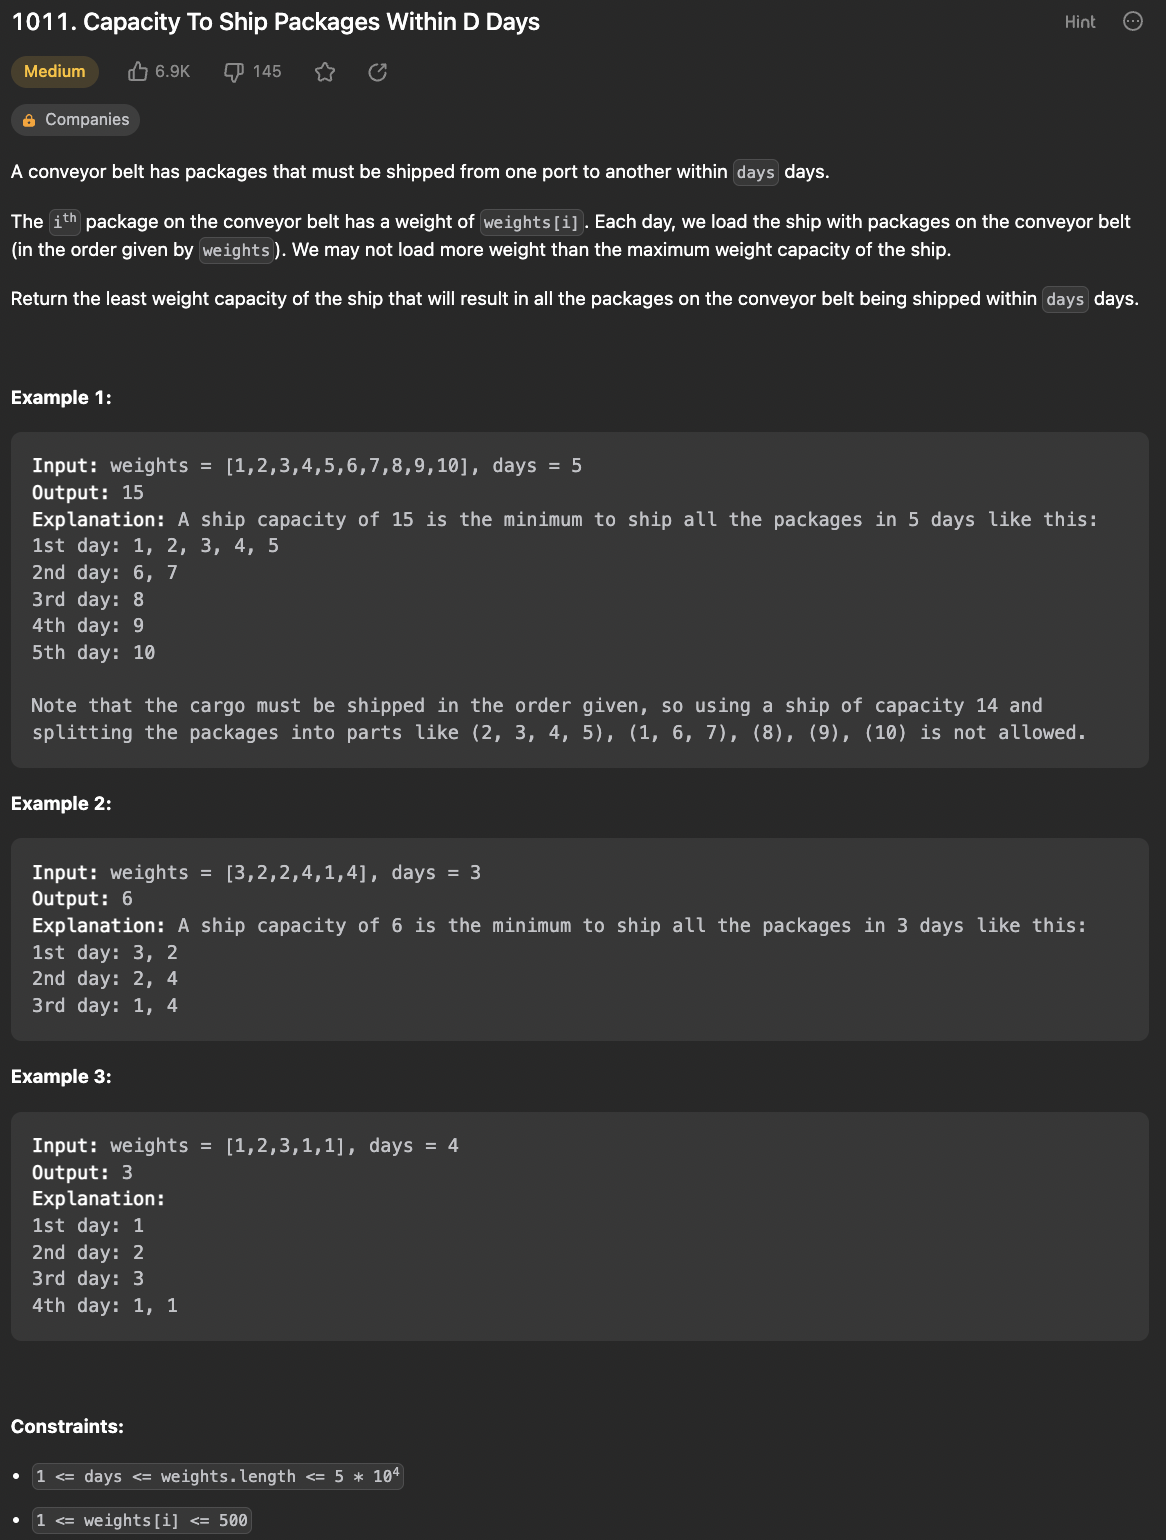 1011. Capacity To Ship Packages Within D Days
Hint
Medium
6.9K
145
Companies
A conveyor belt has packages that must be shipped from one port to another within days days.
The iᵗʰ package on the conveyor belt has a weight of weights[i]. Each day, we load the ship with packages on the conveyor belt
(in the order given by weights). We may not load more weight than the maximum weight capacity of the ship.
Return the least weight capacity of the ship that will result in all the packages on the conveyor belt being shipped within days days.
Example 1:
Input: weights = [1,2,3,4,5,6,7,8,9,10], days = 5
Output: 15
Explanation: A ship capacity of 15 is the minimum to ship all the packages in 5 days like this:
1st day: 1, 2, 3, 4, 5
2nd day: 6, 7
3rd day: 8
4th day: 9
5th day: 10
Note that the cargo must be shipped in the order given, so using a ship of capacity 14 and
splitting the packages into parts like (2, 3, 4, 5), (1, 6, 7), (8), (9), (10) is not allowed.
Example 2:
Input: weights = [3,2,2,4,1,4], days = 3
Output: 6
Explanation: A ship capacity of 6 is the minimum to ship all the packages in 3 days like this:
1st day: 3, 2
2nd day: 2, 4
3rd day: 1, 4
Example 3:
Input: weights = [1,2,3,1,1], days = 4
Output: 3
Explanation:
1st day: 1
2nd day: 2
3rd day: 3
4th day: 1, 1
Constraints:
• 1 <= days <= weights.length <= 5 * 10⁴
• 1 <= weights[i] <= 500